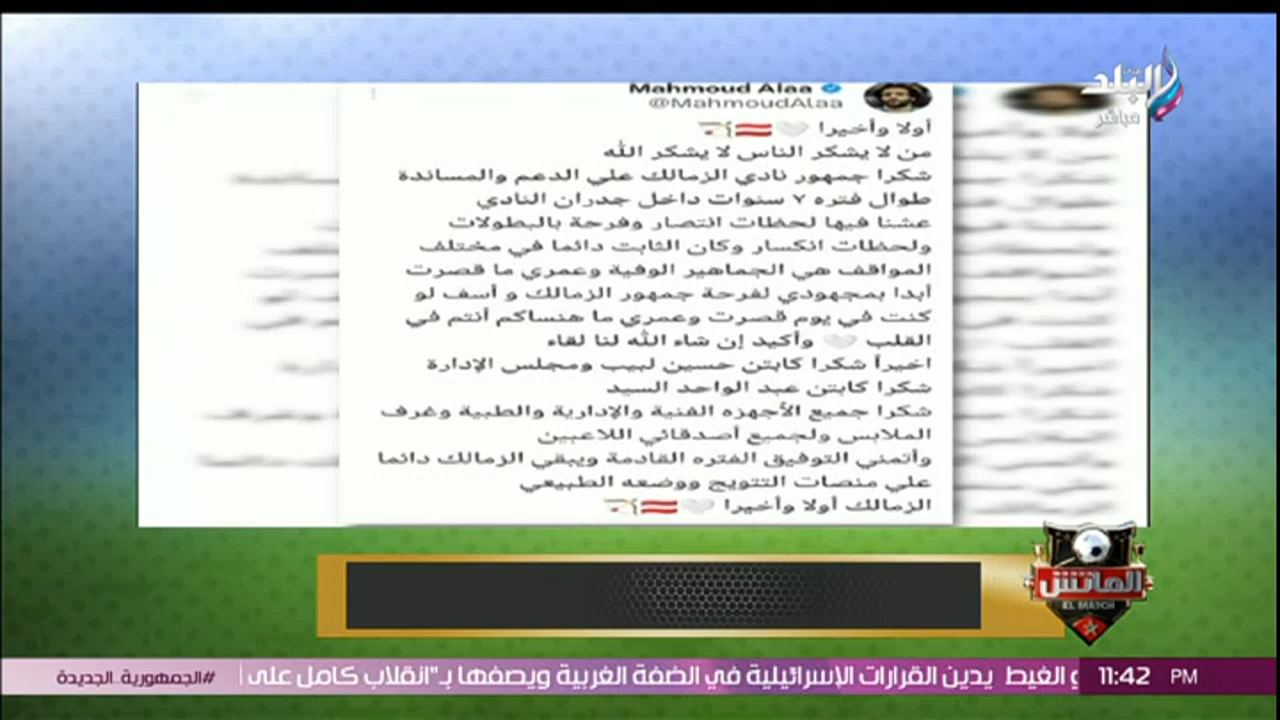 صدى
البلد
مباشر
Mahmoud Alaa
@MahmoudAlaa
أولا وأخيرا 🤍🇦🇹🏹
من لا يشكر الناس لا يشكر الله
شكرا جمهور نادي الزمالك علي الدعم والمساندة
طوال فتره ٧ سنوات داخل جدران النادي
عشنا فيها لحظات انتصار وفرحة بالبطولات
ولحظات انكسار وكان الثابت دائما في مختلف
المواقف هي الجماهير الوفية وعمري ما قصرت
أبدا بمجهودي لفرحة جمهور الزمالك و أسف لو
كنت في يوم قصرت وعمري ما هنساكم أنتم في
القلب 🤍 وأكيد إن شاء الله لنا لقاء
اخيراً شكرا كابتن حسين لبيب ومجلس الإدارة
شكرا كابتن عبد الواحد السيد
شكرا جميع الأجهزه الفنية والإدارية والطبية وغرف
الملابس ولجميع أصدقائي اللاعبين
وأتمني التوفيق الفتره القادمة ويبقي الزمالك دائما
علي منصات التتويج ووضعه الطبيعي
الزمالك أولا وأخيرا 🤍🇦🇹🏹
الماتش
EL MATCH
11:42 PM
و الغيط يدين القرارات الإسرائيلية في الضفة الغربية ويصفها بـ"انقلاب كامل على
#الجمهورية_الجديدة